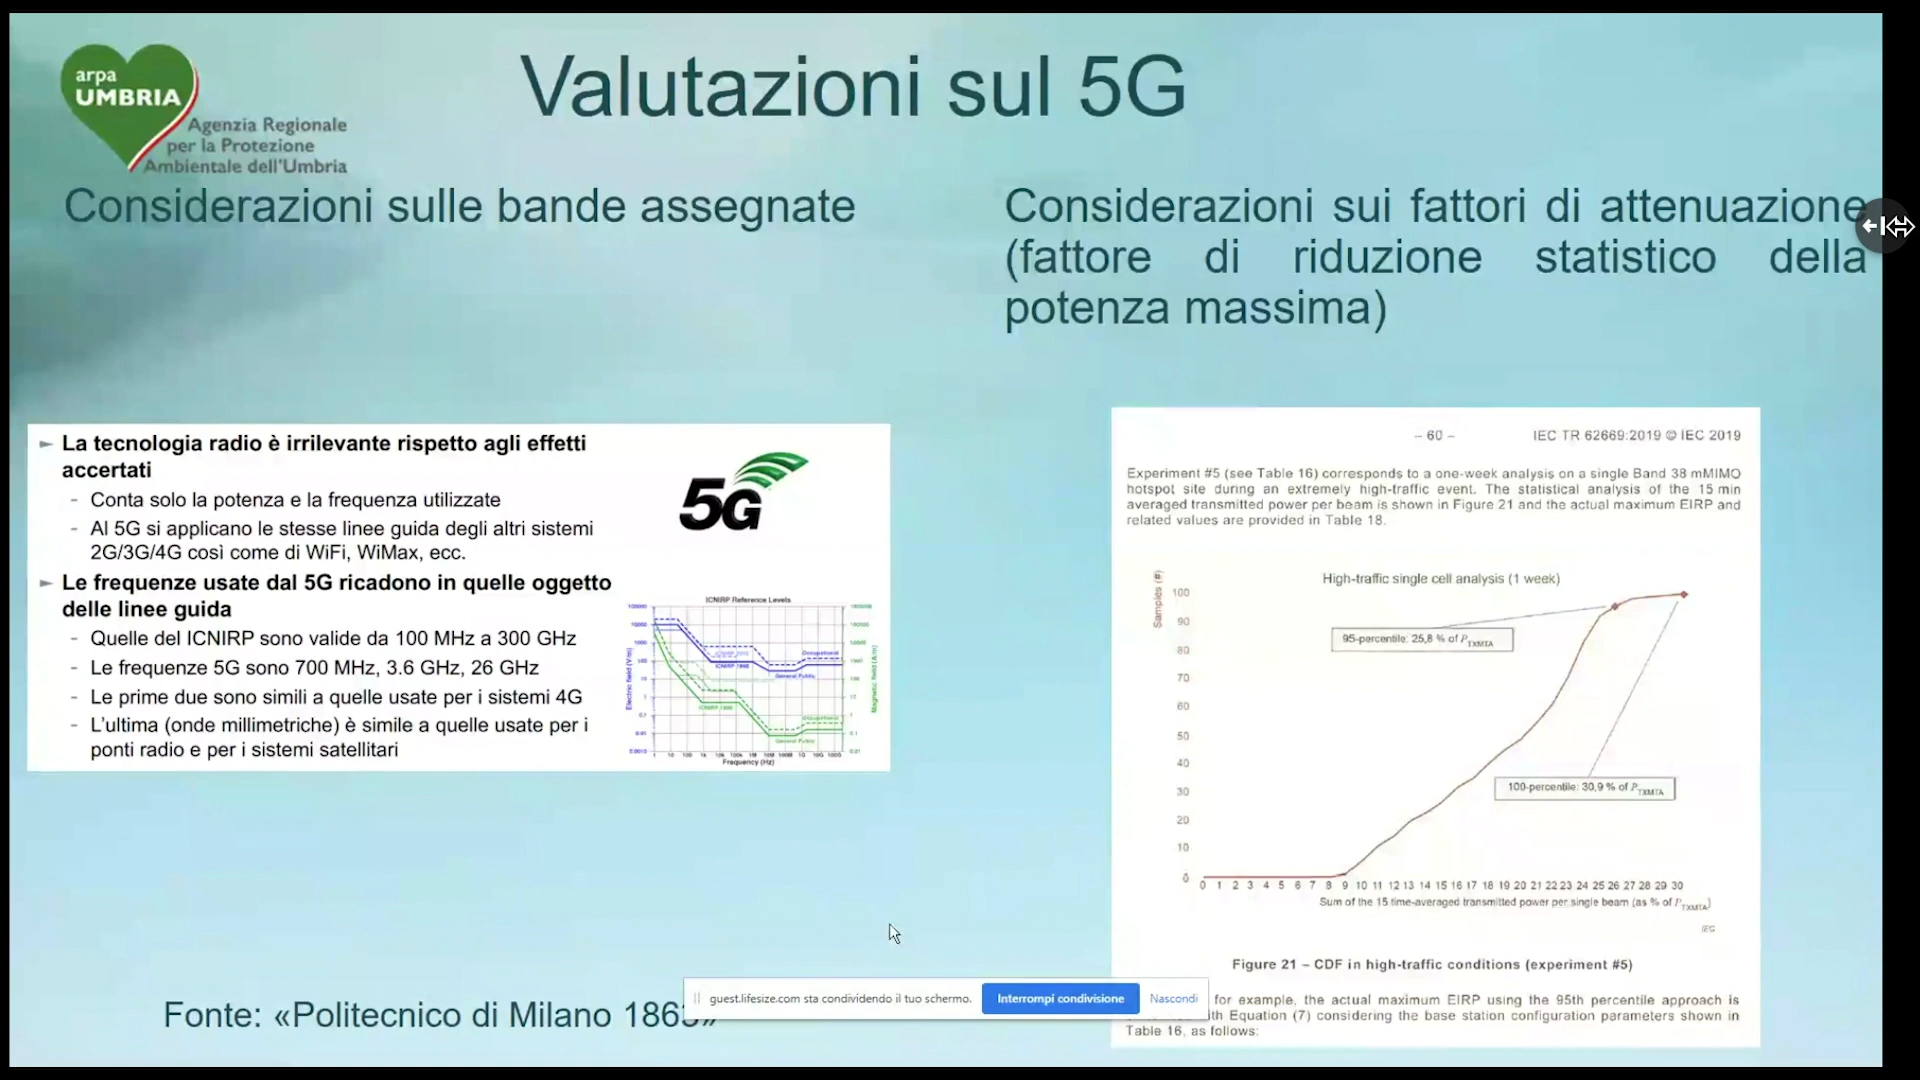 arpa
UMBRIA
Agenzia Regionale
per la Protezione
Ambientale dell'Umbria
Valutazioni sul 5G
Considerazioni sulle bande assegnate
Considerazioni sui fattori di attenuazione
(fattore di riduzione statistico della
potenza massima)
La tecnologia radio è irrilevante rispetto agli effetti
accertati
- Conta solo la potenza e la frequenza utilizzate
- Al 5G si applicano le stesse linee guida degli altri sistemi
2G/3G/4G così come di WiFi, WiMax, ecc.
Le frequenze usate dal 5G ricadono in quelle oggetto
delle linee guida
- Quelle del ICNIRP sono valide da 100 MHz a 300 GHz
- Le frequenze 5G sono 700 MHz, 3.6 GHz, 26 GHz
- Le prime due sono simili a quelle usate per i sistemi 4G
- L'ultima (onde millimetriche) è simile a quelle usate per i
ponti radio e per i sistemi satellitari
5G
ICNIRP Reference Levels
Electric field (V/m)
Magnetic field (A/m)
Occupational
ICNIRP 1998
General Public
ICNIRP 1998
Occupational
General Public
Frequency (Hz)
– 60 –
IEC TR 62669:2019 © IEC 2019
Experiment #5 (see Table 16) corresponds to a one-week analysis on a single Band 38 mMIMO
hotspot site during an extremely high-traffic event. The statistical analysis of the 15 min
averaged transmitted power per beam is shown in Figure 21 and the actual maximum EIRP and
related values are provided in Table 18.
High-traffic single cell analysis (1 week)
Samples (#)
100
90
80
70
60
50
40
30
20
10
0
95-percentile: 25,8 % of PTXMTA
100-percentile: 30,9 % of PTXMTA
0 1 2 3 4 5 6 7 8 9 10 11 12 13 14 15 16 17 18 19 20 21 22 23 24 25 26 27 28 29 30
Sum of the 15 time-averaged transmitted power per single beam (as % of PTXMTA)
IEC
Figure 21 – CDF in high-traffic conditions (experiment #5)
for example, the actual maximum EIRP using the 95th percentile approach is
Equation (7) considering the base station configuration parameters shown in
Table 16, as follows:
Fonte: «Politecnico di Milano 1863»
guest.lifesize.com sta condividendo il tuo schermo.
Interrompi condivisione
Nascondi